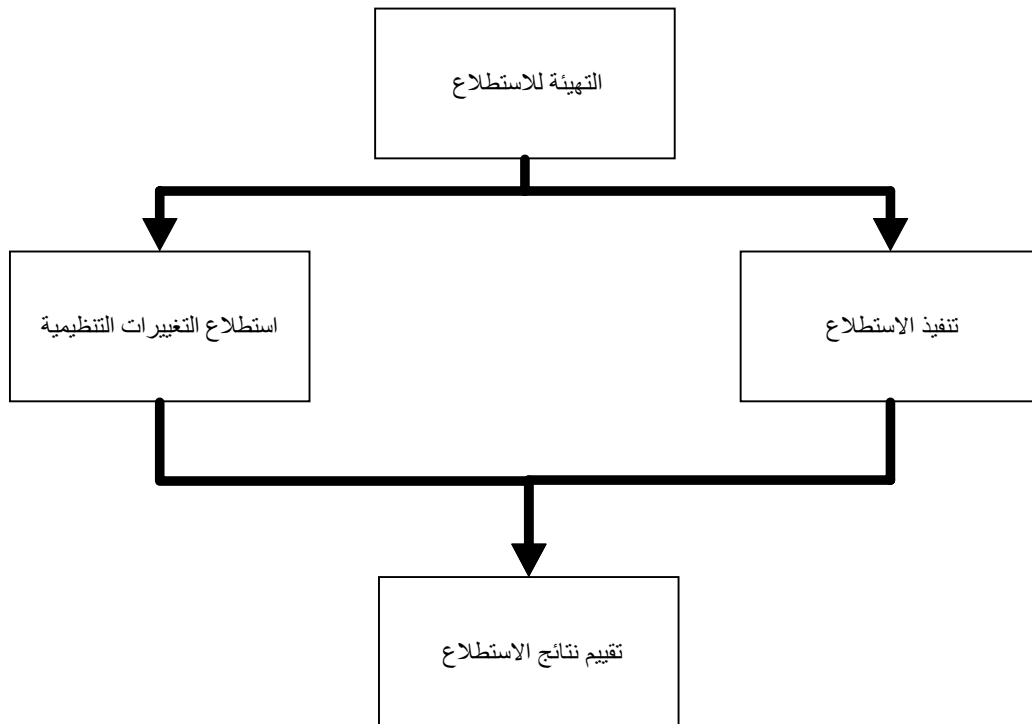 التهيئة للاستطلاع
تنفيذ الاستطلاع
استطلاع التغييرات التنظيمية
تقييم نتائج الاستطلاع